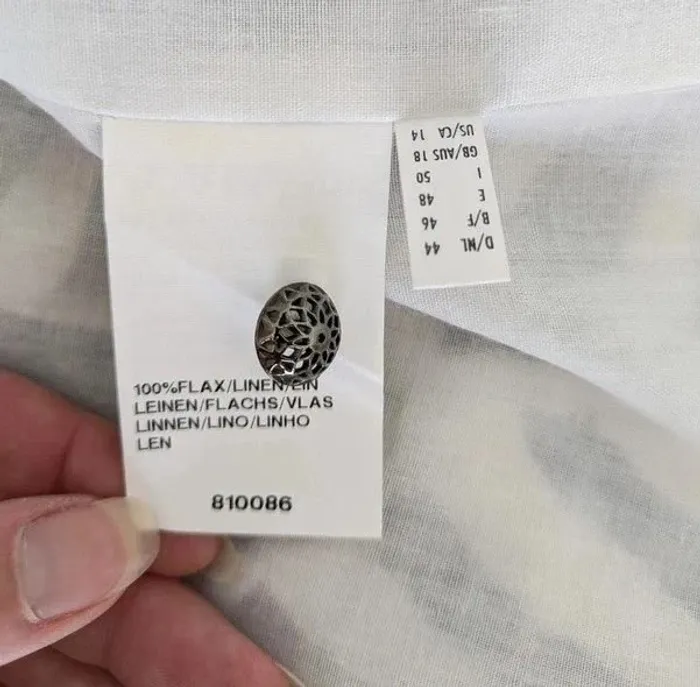 100%FLAX/LINEN/LIN
LEINEN/FLACHS/VLAS
LINNEN/LINO/LINHO
LEN
810086
D/NL 44
B/F 46
E 48
I 50
GB/AUS 18
US/CA 14